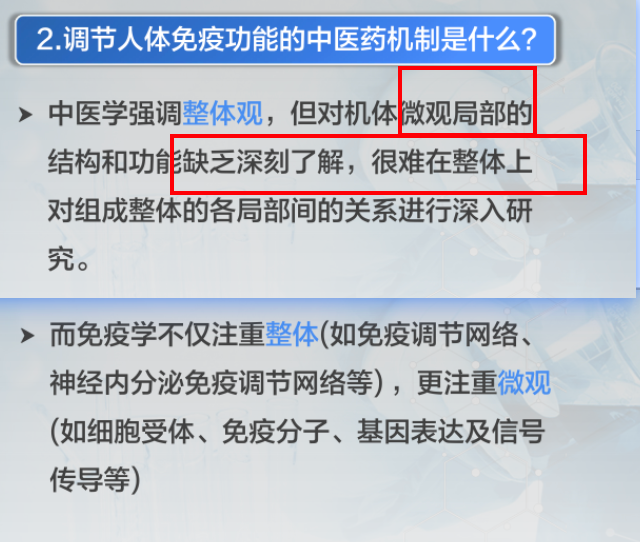 2.调节人体免疫功能的中医药机制是什么?
➤ 中医学强调整体观，但对机体微观局部的
结构和功能缺乏深刻了解，很难在整体上
对组成整体的各局部间的关系进行深入研
究。
➤ 而免疫学不仅注重整体(如免疫调节网络、
神经内分泌免疫调节网络等)，更注重微观
(如细胞受体、免疫分子、基因表达及信号
传导等)